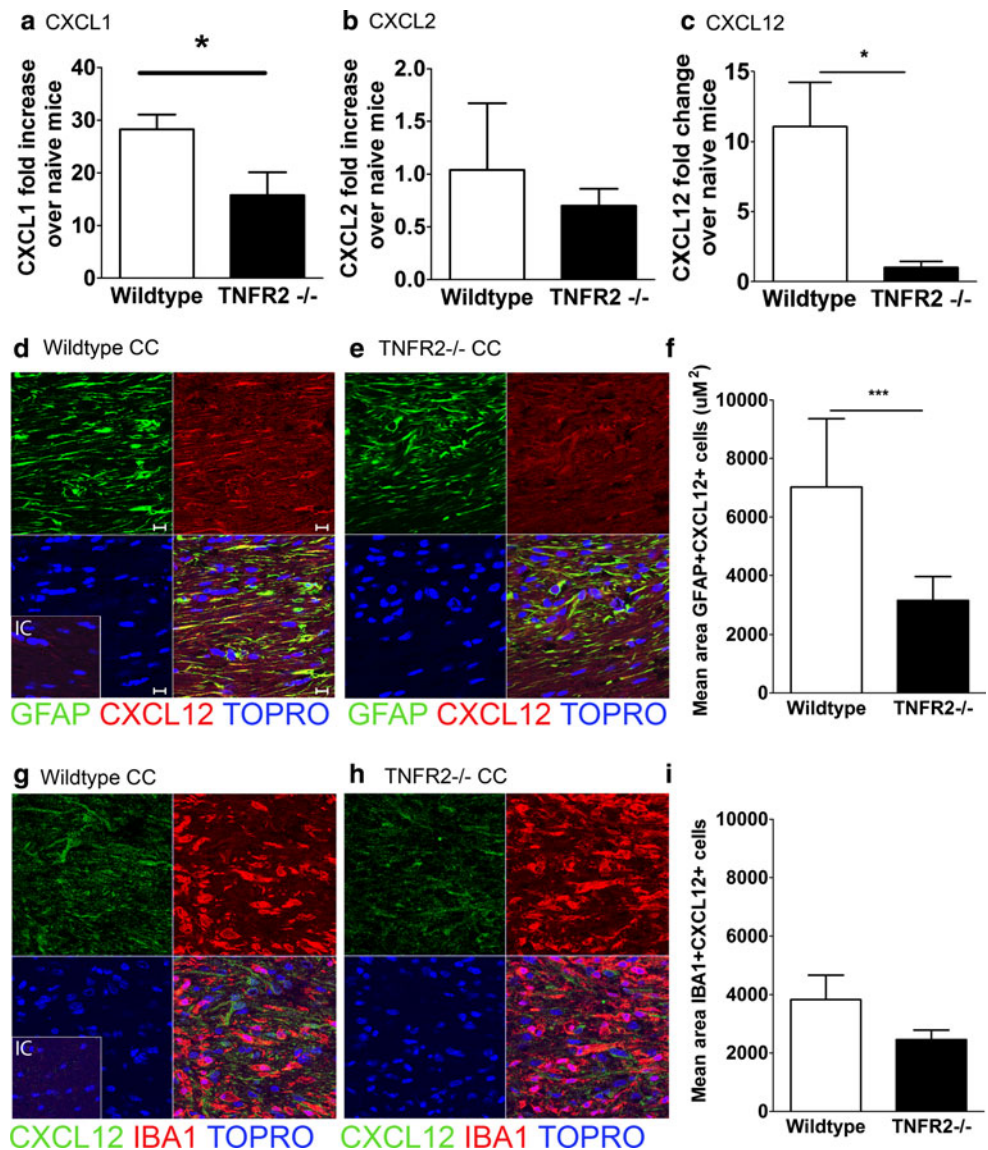 a CXCL1
*
CXCL1 fold increase
over naive mice
40
30
20
10
0
Wildtype TNFR2 -/-
b CXCL2
CXCL2 fold increase
over naive mice
2.0
1.5
1.0
0.5
0.0
Wildtype TNFR2 -/-
c CXCL12
*
CXCL12 fold change
over naive mice
15
10
5
0
Wildtype TNFR2 -/-
d Wildtype CC
IC
GFAP CXCL12 TOPRO
e TNFR2-/- CC
GFAP CXCL12 TOPRO
f
***
Mean area GFAP+CXCL12+ cells (uM²)
10000
8000
6000
4000
2000
0
Wildtype TNFR2-/-
g Wildtype CC
IC
CXCL12 IBA1 TOPRO
h TNFR2-/- CC
CXCL12 IBA1 TOPRO
i
Mean area IBA1+CXCL12+ cells
10000
8000
6000
4000
2000
0
Wildtype TNFR2-/-